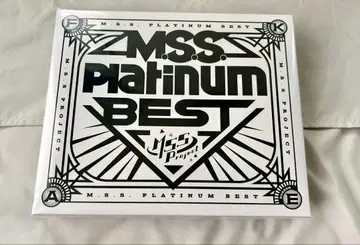 F
M.S.S. PLATINUM BEST
K
M.S.S.
Platinum
BEST
M.S.S
Project
M.S.S. PROJECT
M.S.S. PROJECT
A
M.S.S. PLATINUM BEST
E